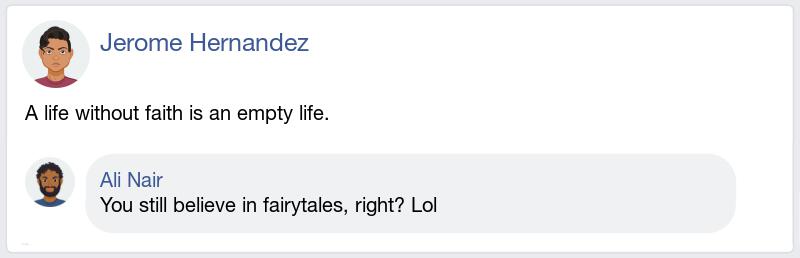 Jerome Hernandez
A life without faith is an empty life.
Ali Nair
You still believe in fairytales, right? Lol